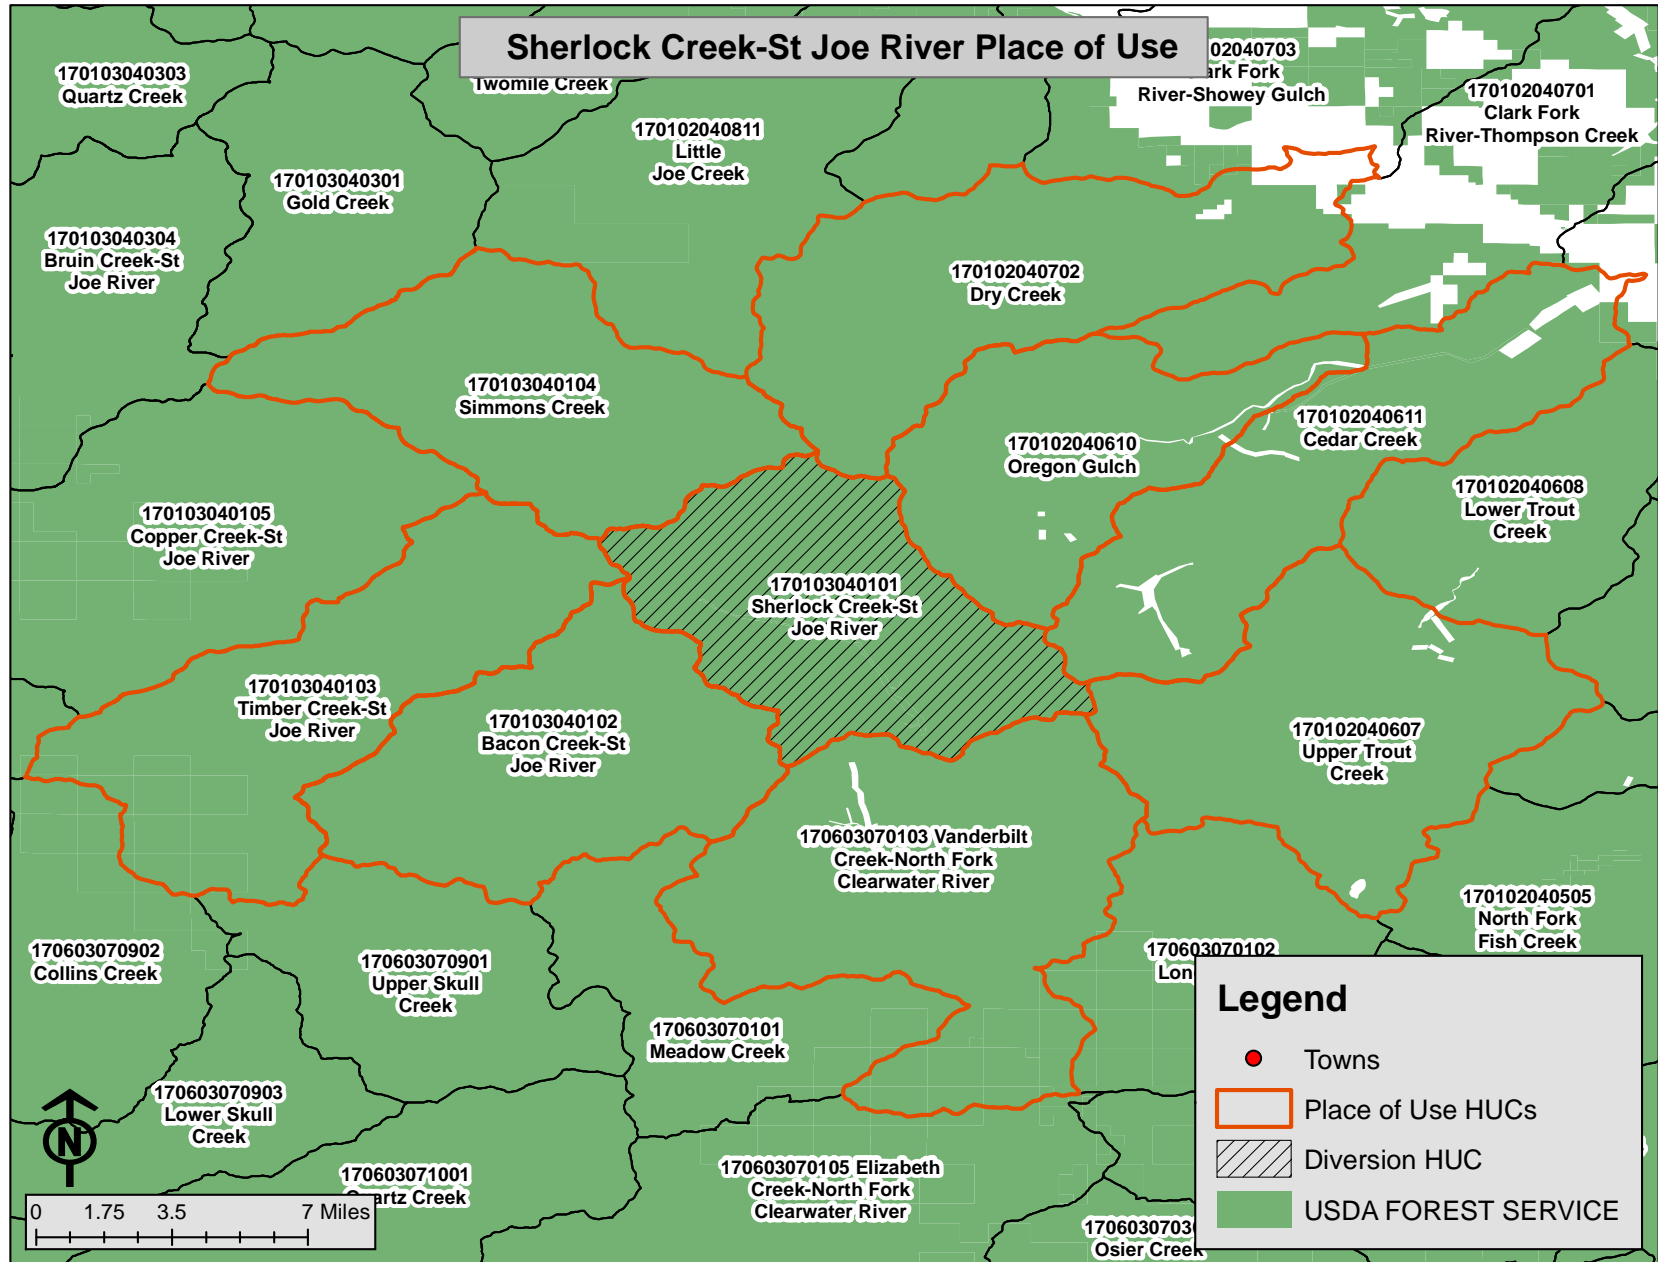 Sherlock Creek-St Joe River Place of Use
170103040303
Quartz Creek
Twomile Creek
02040703
ark Fork
River-Showey Gulch
170102040701
Clark Fork
River-Thompson Creek
170102040811
Little
Joe Creek
170103040301
Gold Creek
170103040304
Bruin Creek-St
Joe River
170102040702
Dry Creek
170103040104
Simmons Creek
170102040611
Cedar Creek
170102040610
Oregon Gulch
170102040608
Lower Trout
Creek
170103040105
Copper Creek-St
Joe River
170103040101
Sherlock Creek-St
Joe River
170103040103
Timber Creek-St
Joe River
170103040102
Bacon Creek-St
Joe River
170102040607
Upper Trout
Creek
170603070103 Vanderbilt
Creek-North Fork
Clearwater River
170102040505
North Fork
Fish Creek
170603070902
Collins Creek
170603070901
Upper Skull
Creek
170603070102
Lon
170603070101
Meadow Creek
170603070903
Lower Skull
Creek
170603071001
artz Creek
170603070105 Elizabeth
Creek-North Fork
Clearwater River
17060307030
Osier Creek
N
0 1.75 3.5 7 Miles
Legend
Towns
Place of Use HUCs
Diversion HUC
USDA FOREST SERVICE